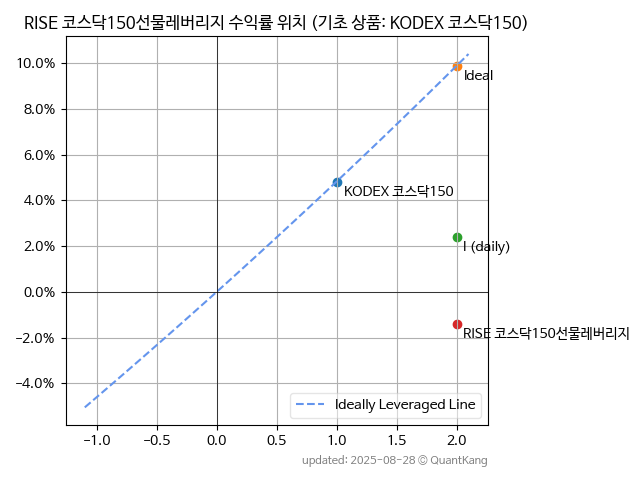 RISE 코스닥150선물레버리지 수익률 위치 (기초 상품: KODEX 코스닥150)
10.0%
8.0%
6.0%
4.0%
2.0%
0.0%
−2.0%
−4.0%
Ideal
KODEX 코스닥150
I (daily)
RISE 코스닥150선물레버리지
Ideally Leveraged Line
−1.0 −0.5 0.0 0.5 1.0 1.5 2.0
updated: 2025-08-28 © QuantKang